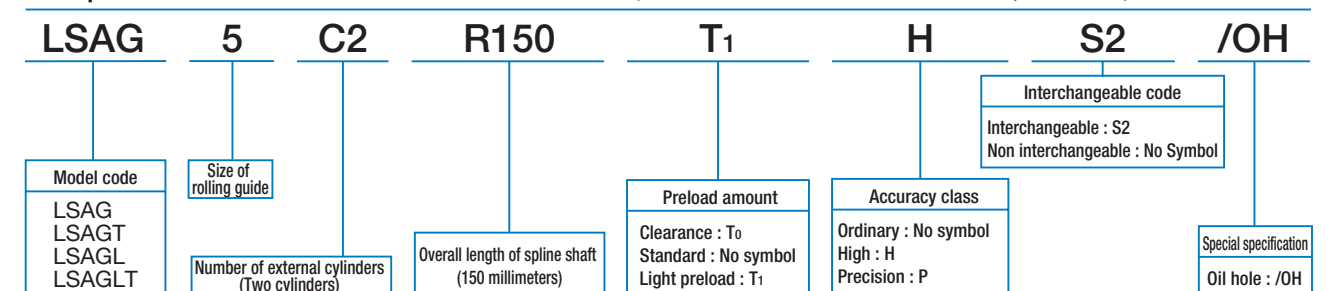 LSAG 5 C2 R150 T1 H S2 /OH
Interchangeable code
Interchangeable : S2
Non interchangeable : No Symbol
Model code
LSAG
LSAGT
LSAGL
LSAGLT
Size of
rolling guide
Number of external cylinders
(Two cylinders)
Overall length of spline shaft
(150 millimeters)
Preload amount
Clearance : T0
Standard : No symbol
Light preload : T1
Accuracy class
Ordinary : No symbol
High : H
Precision : P
Special specification
Oil hole : /OH